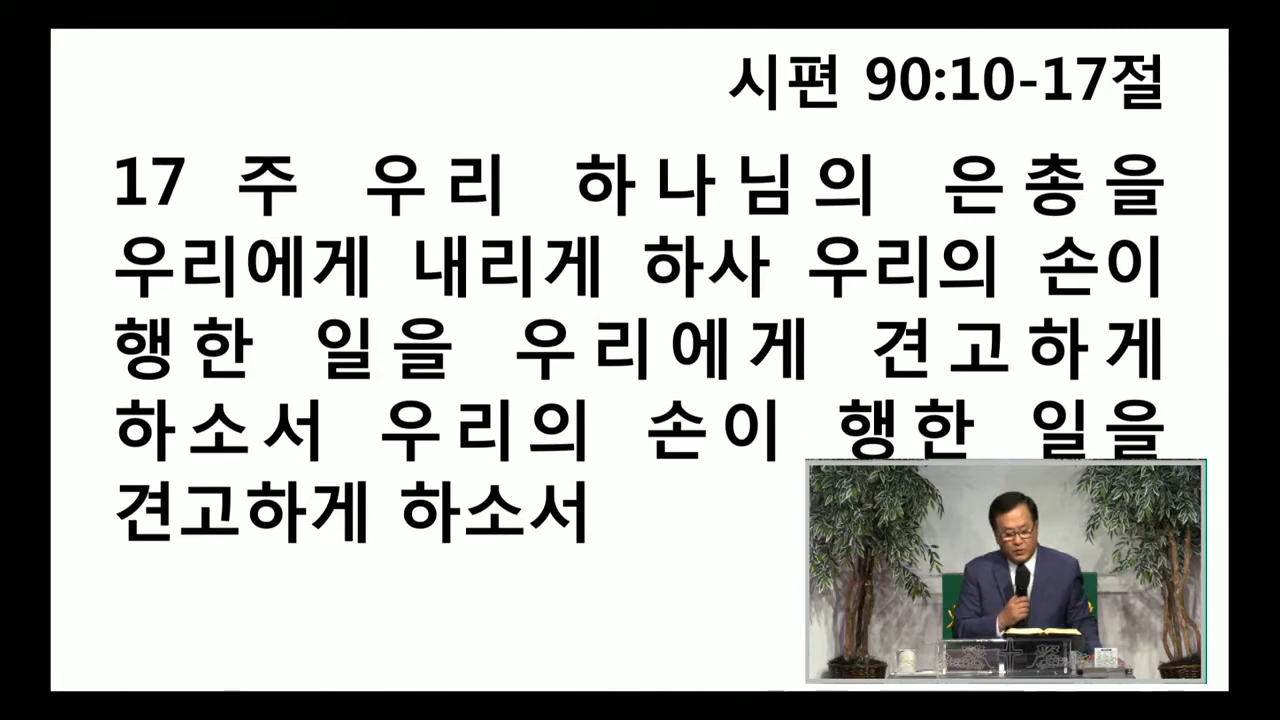 시편 90:10-17절
17 주 우리 하나님의 은총을
우리에게 내리게 하사 우리의 손이
행한 일을 우리에게 견고하게
하소서 우리의 손이 행한 일을
견고하게 하소서